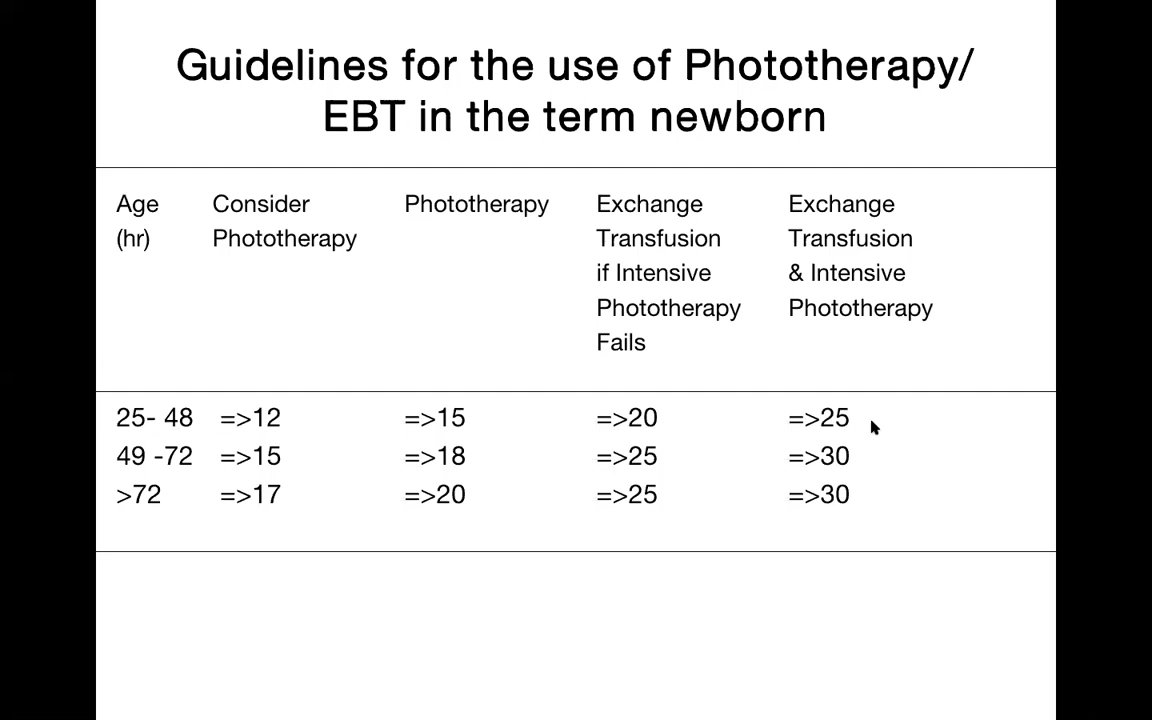 Guidelines for the use of Phototherapy/
EBT in the term newborn
Age Consider Phototherapy Exchange Exchange
(hr) Phototherapy Transfusion Transfusion
if Intensive & Intensive
Phototherapy Phototherapy
Fails
25- 48 =>12 =>15 =>20 =>25
49 -72 =>15 =>18 =>25 =>30
>72 =>17 =>20 =>25 =>30